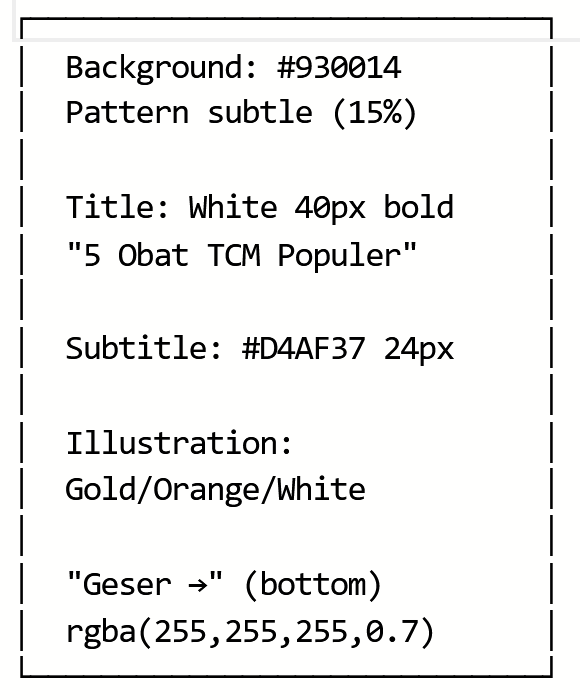 Background: #930014
Pattern subtle (15%)
Title: White 40px bold
"5 Obat TCM Populer"
Subtitle: #D4AF37 24px
Illustration:
Gold/Orange/White
"Geser →" (bottom)
rgba(255,255,255,0.7)